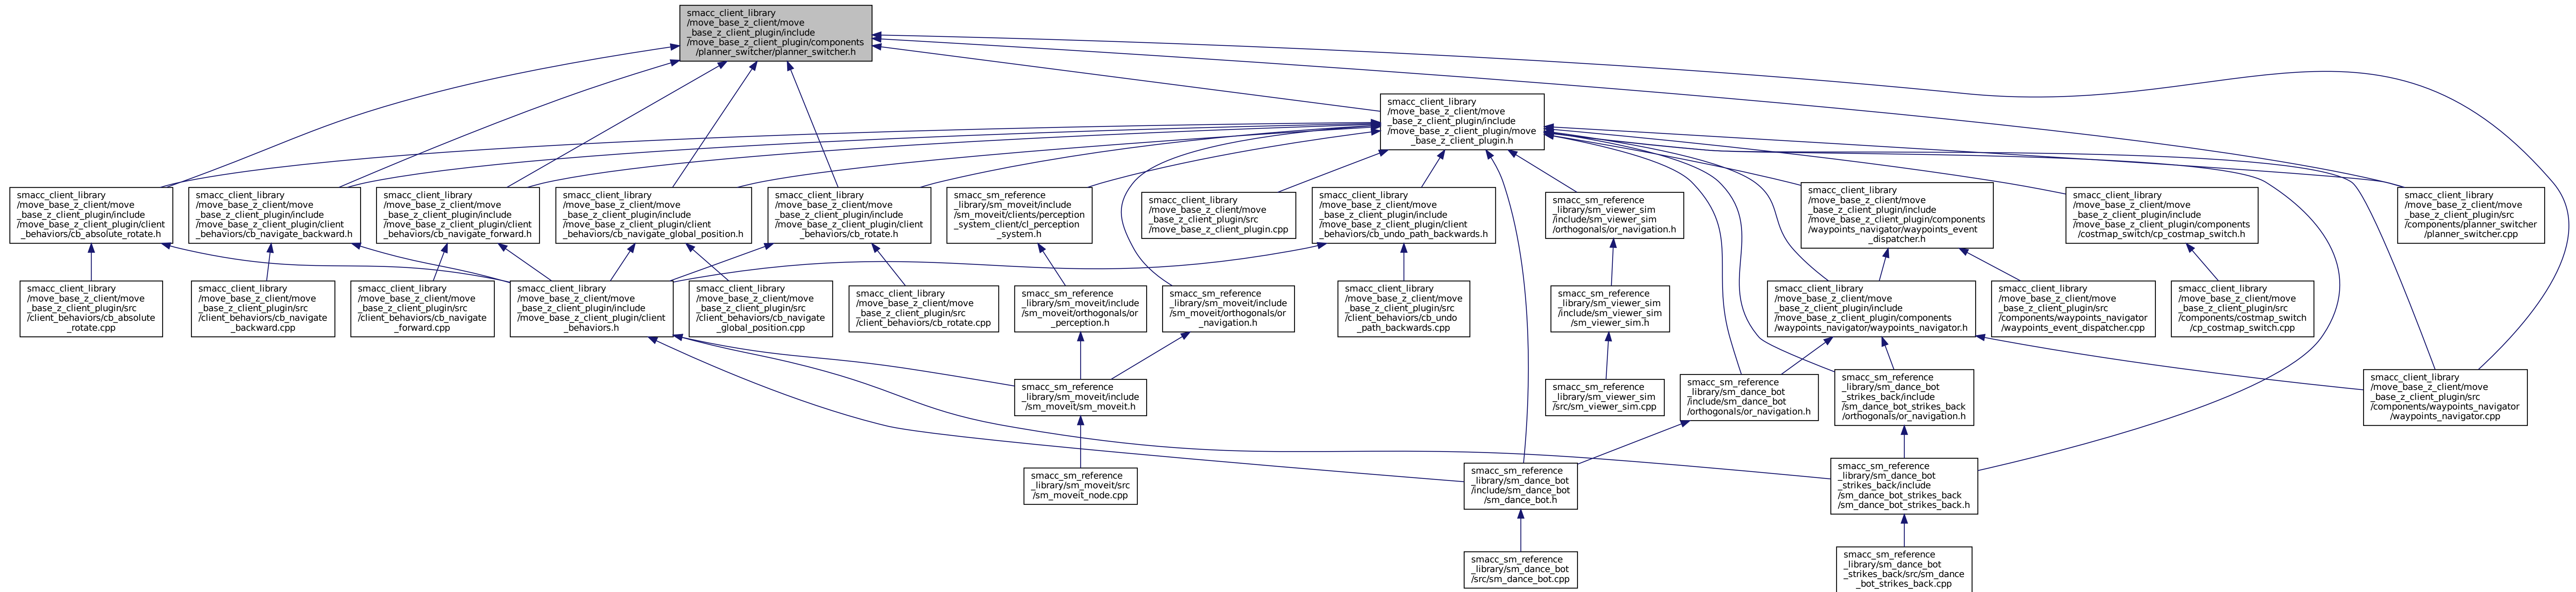 smacc_client_library
/move_base_z_client/move
_base_z_client_plugin/include
/move_base_z_client_plugin/components
/planner_switcher/planner_switcher.h
smacc_client_library
/move_base_z_client/move
_base_z_client_plugin/include
/move_base_z_client_plugin/move
_base_z_client_plugin.h
smacc_client_library
/move_base_z_client/move
_base_z_client_plugin/include
/move_base_z_client_plugin/client
_behaviors/cb_absolute_rotate.h
smacc_client_library
/move_base_z_client/move
_base_z_client_plugin/include
/move_base_z_client_plugin/client
_behaviors/cb_navigate_backward.h
smacc_client_library
/move_base_z_client/move
_base_z_client_plugin/include
/move_base_z_client_plugin/client
_behaviors/cb_navigate_forward.h
smacc_client_library
/move_base_z_client/move
_base_z_client_plugin/include
/move_base_z_client_plugin/client
_behaviors/cb_navigate_global_position.h
smacc_client_library
/move_base_z_client/move
_base_z_client_plugin/include
/move_base_z_client_plugin/client
_behaviors/cb_rotate.h
smacc_sm_reference
_library/sm_moveit/include
/sm_moveit/clients/perception
_system_client/cl_perception
_system.h
smacc_client_library
/move_base_z_client/move
_base_z_client_plugin/src
/move_base_z_client_plugin.cpp
smacc_client_library
/move_base_z_client/move
_base_z_client_plugin/include
/move_base_z_client_plugin/client
_behaviors/cb_undo_path_backwards.h
smacc_sm_reference
_library/sm_viewer_sim
/include/sm_viewer_sim
/orthogonals/or_navigation.h
smacc_client_library
/move_base_z_client/move
_base_z_client_plugin/include
/move_base_z_client_plugin/components
/waypoints_navigator/waypoints_event
_dispatcher.h
smacc_client_library
/move_base_z_client/move
_base_z_client_plugin/include
/move_base_z_client_plugin/components
/costmap_switch/cp_costmap_switch.h
smacc_client_library
/move_base_z_client/move
_base_z_client_plugin/src
/components/planner_switcher
/planner_switcher.cpp
smacc_client_library
/move_base_z_client/move
_base_z_client_plugin/src
/client_behaviors/cb_absolute
_rotate.cpp
smacc_client_library
/move_base_z_client/move
_base_z_client_plugin/src
/client_behaviors/cb_navigate
_backward.cpp
smacc_client_library
/move_base_z_client/move
_base_z_client_plugin/src
/client_behaviors/cb_navigate
_forward.cpp
smacc_client_library
/move_base_z_client/move
_base_z_client_plugin/include
/move_base_z_client_plugin/client
_behaviors.h
smacc_client_library
/move_base_z_client/move
_base_z_client_plugin/src
/client_behaviors/cb_navigate
_global_position.cpp
smacc_client_library
/move_base_z_client/move
_base_z_client_plugin/src
/client_behaviors/cb_rotate.cpp
smacc_sm_reference
_library/sm_moveit/include
/sm_moveit/orthogonals/or
_perception.h
smacc_sm_reference
_library/sm_moveit/include
/sm_moveit/orthogonals/or
_navigation.h
smacc_client_library
/move_base_z_client/move
_base_z_client_plugin/src
/client_behaviors/cb_undo
_path_backwards.cpp
smacc_sm_reference
_library/sm_viewer_sim
/include/sm_viewer_sim
/sm_viewer_sim.h
smacc_client_library
/move_base_z_client/move
_base_z_client_plugin/include
/move_base_z_client_plugin/components
/waypoints_navigator/waypoints_navigator.h
smacc_client_library
/move_base_z_client/move
_base_z_client_plugin/src
/components/waypoints_navigator
/waypoints_event_dispatcher.cpp
smacc_client_library
/move_base_z_client/move
_base_z_client_plugin/src
/components/costmap_switch
/cp_costmap_switch.cpp
smacc_sm_reference
_library/sm_moveit/include
/sm_moveit/sm_moveit.h
smacc_sm_reference
_library/sm_viewer_sim
/src/sm_viewer_sim.cpp
smacc_sm_reference
_library/sm_dance_bot
/include/sm_dance_bot
/orthogonals/or_navigation.h
smacc_sm_reference
_library/sm_dance_bot
_strikes_back/include
/sm_dance_bot_strikes_back
/orthogonals/or_navigation.h
smacc_client_library
/move_base_z_client/move
_base_z_client_plugin/src
/components/waypoints_navigator
/waypoints_navigator.cpp
smacc_sm_reference
_library/sm_moveit/src
/sm_moveit_node.cpp
smacc_sm_reference
_library/sm_dance_bot
/include/sm_dance_bot
/sm_dance_bot.h
smacc_sm_reference
_library/sm_dance_bot
_strikes_back/include
/sm_dance_bot_strikes_back
/sm_dance_bot_strikes_back.h
smacc_sm_reference
_library/sm_dance_bot
/src/sm_dance_bot.cpp
smacc_sm_reference
_library/sm_dance_bot
_strikes_back/src/sm_dance
_bot_strikes_back.cpp